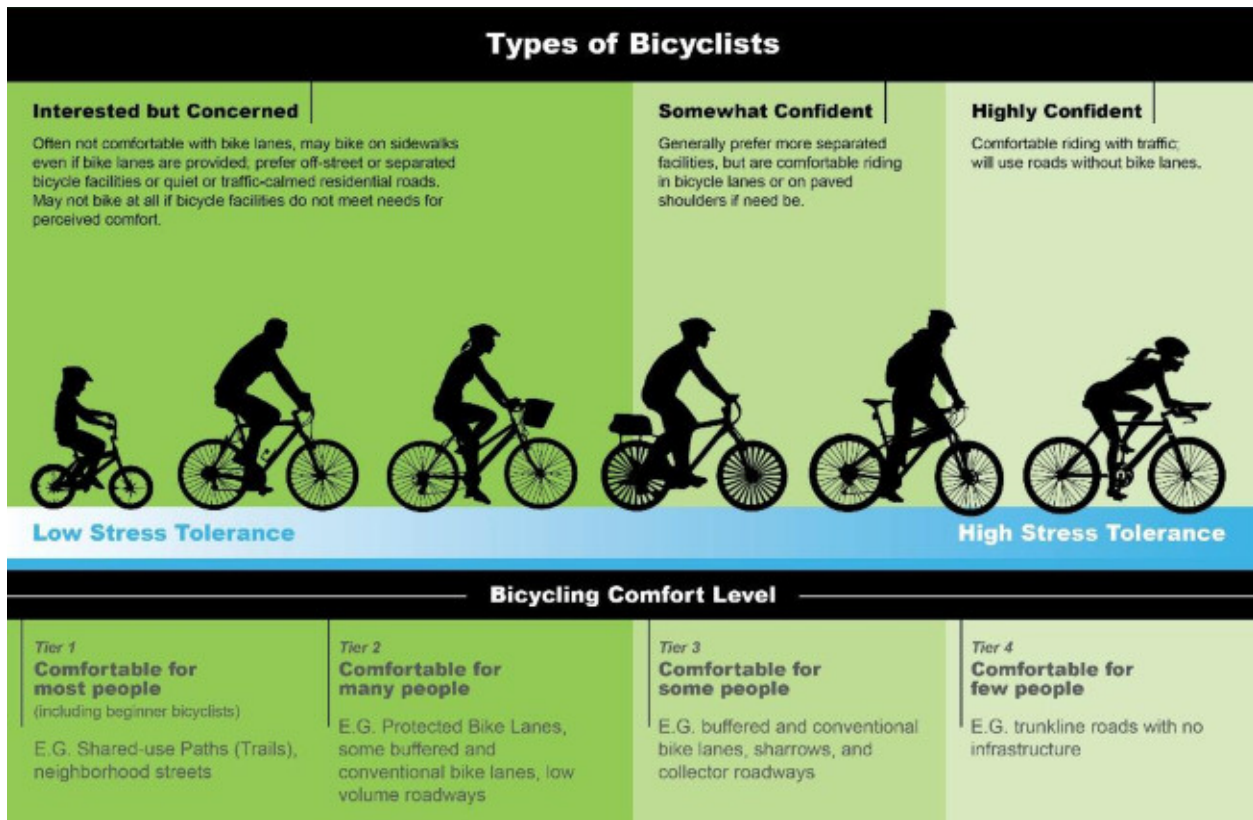 Types of Bicyclists
Interested but Concerned
Often not comfortable with bike lanes, may bike on sidewalks
even if bike lanes are provided; prefer off-street or separated
bicycle facilities or quiet or traffic-calmed residential roads.
May not bike at all if bicycle facilities do not meet needs for
perceived comfort.
Somewhat Confident
Generally prefer more separated
facilities, but are comfortable riding
in bicycle lanes or on paved
shoulders if need be.
Highly Confident
Comfortable riding with traffic;
will use roads without bike lanes.
Low Stress Tolerance
High Stress Tolerance
Bicycling Comfort Level
Tier 1
Comfortable for
most people
(including beginner bicyclists)
E.G. Shared-use Paths (Trails),
neighborhood streets
Tier 2
Comfortable for
many people
E.G. Protected Bike Lanes,
some buffered and
conventional bike lanes, low
volume roadways
Tier 3
Comfortable for
some people
E.G. buffered and conventional
bike lanes, sharrows, and
collector roadways
Tier 4
Comfortable for
few people
E.G. trunkline roads with no
infrastructure